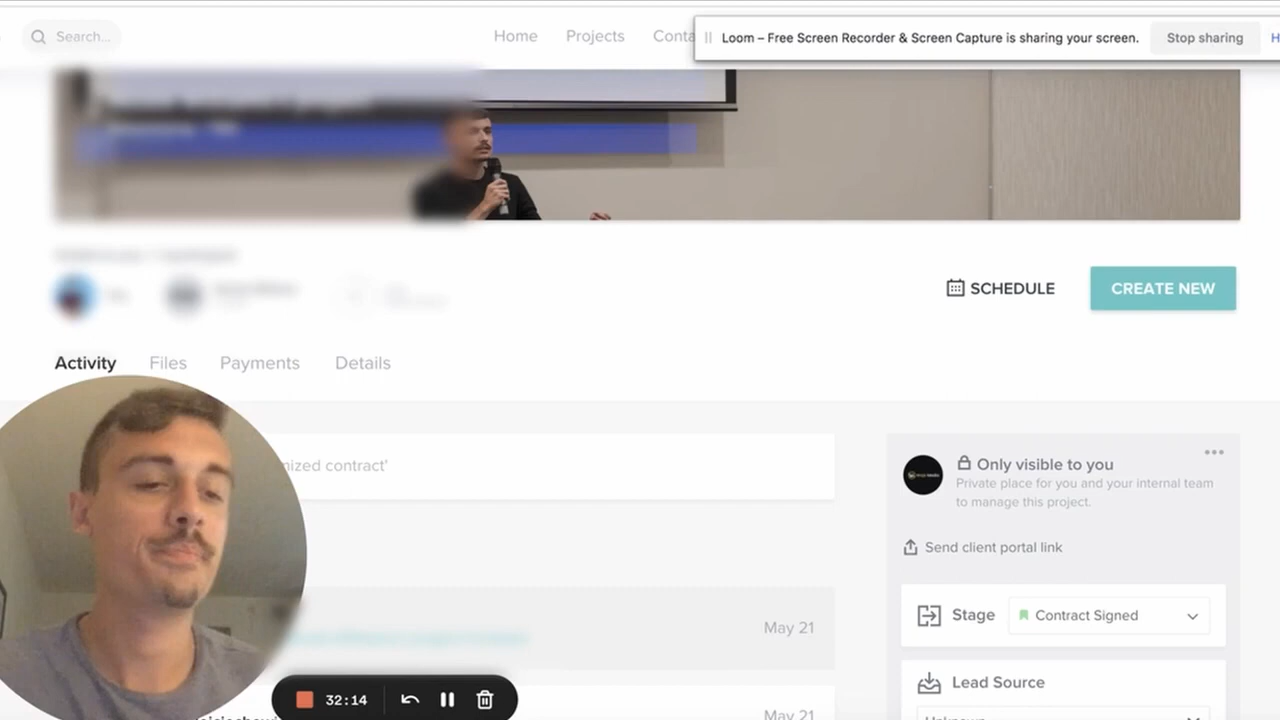 Search...
Home
Projects
Conta
Loom – Free Screen Recorder & Screen Capture is sharing your screen.
Stop sharing
H
SCHEDULE
CREATE NEW
Activity
Files
Payments
Details
nized contract'
Only visible to you
Private place for you and your internal team
to manage this project.
Send client portal link
Stage
Contract Signed
May 21
Lead Source
32:14
May 21
Unknown